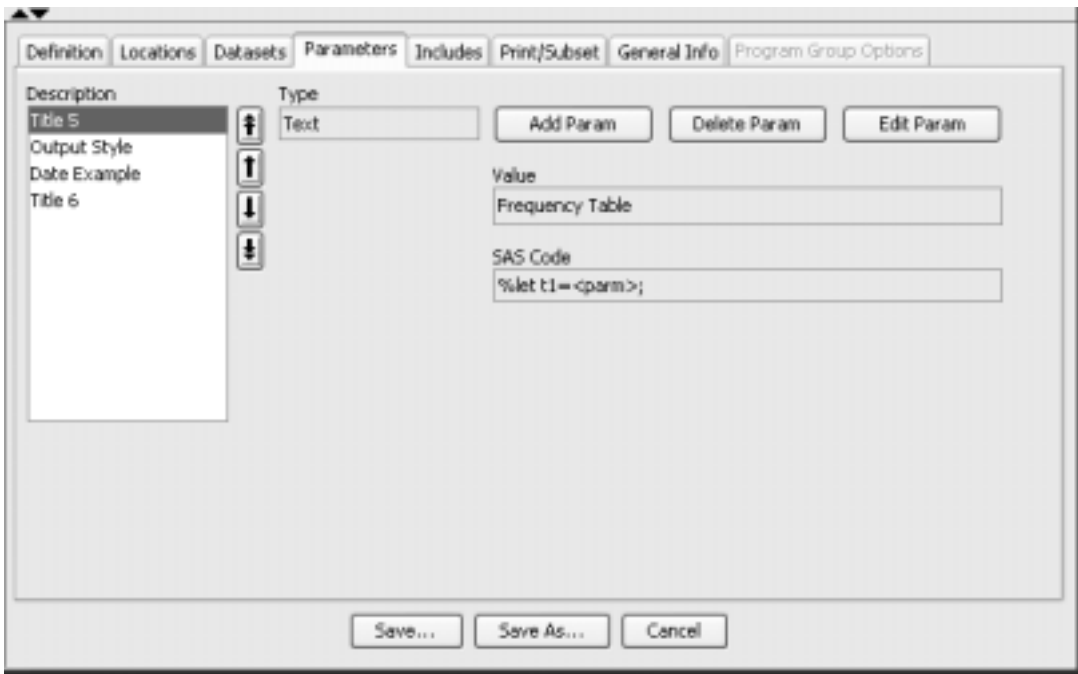 Definition Locations Datasets Parameters Includes Print/Subset General Info Program Group Options
Description Type
Title 5
Output Style
Date Example
Title 6
Text
Add Param Delete Param Edit Param
Value
Frequency Table
SAS Code
%let t1=<parm>;
Save... Save As... Cancel